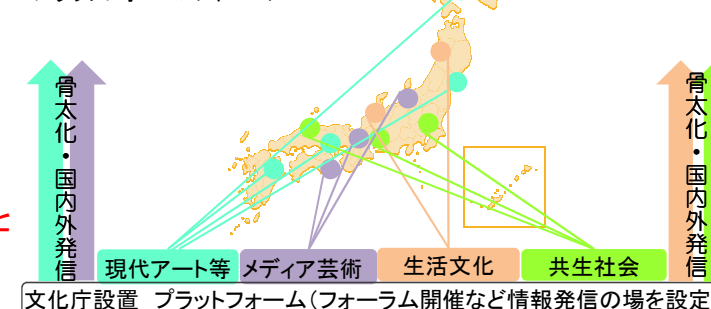 骨太化・国内外発信
骨太化・国内外発信
現代アート等
メディア芸術
生活文化
共生社会
文化庁設置 プラットフォーム(フォーラム開催など情報発信の場を設定